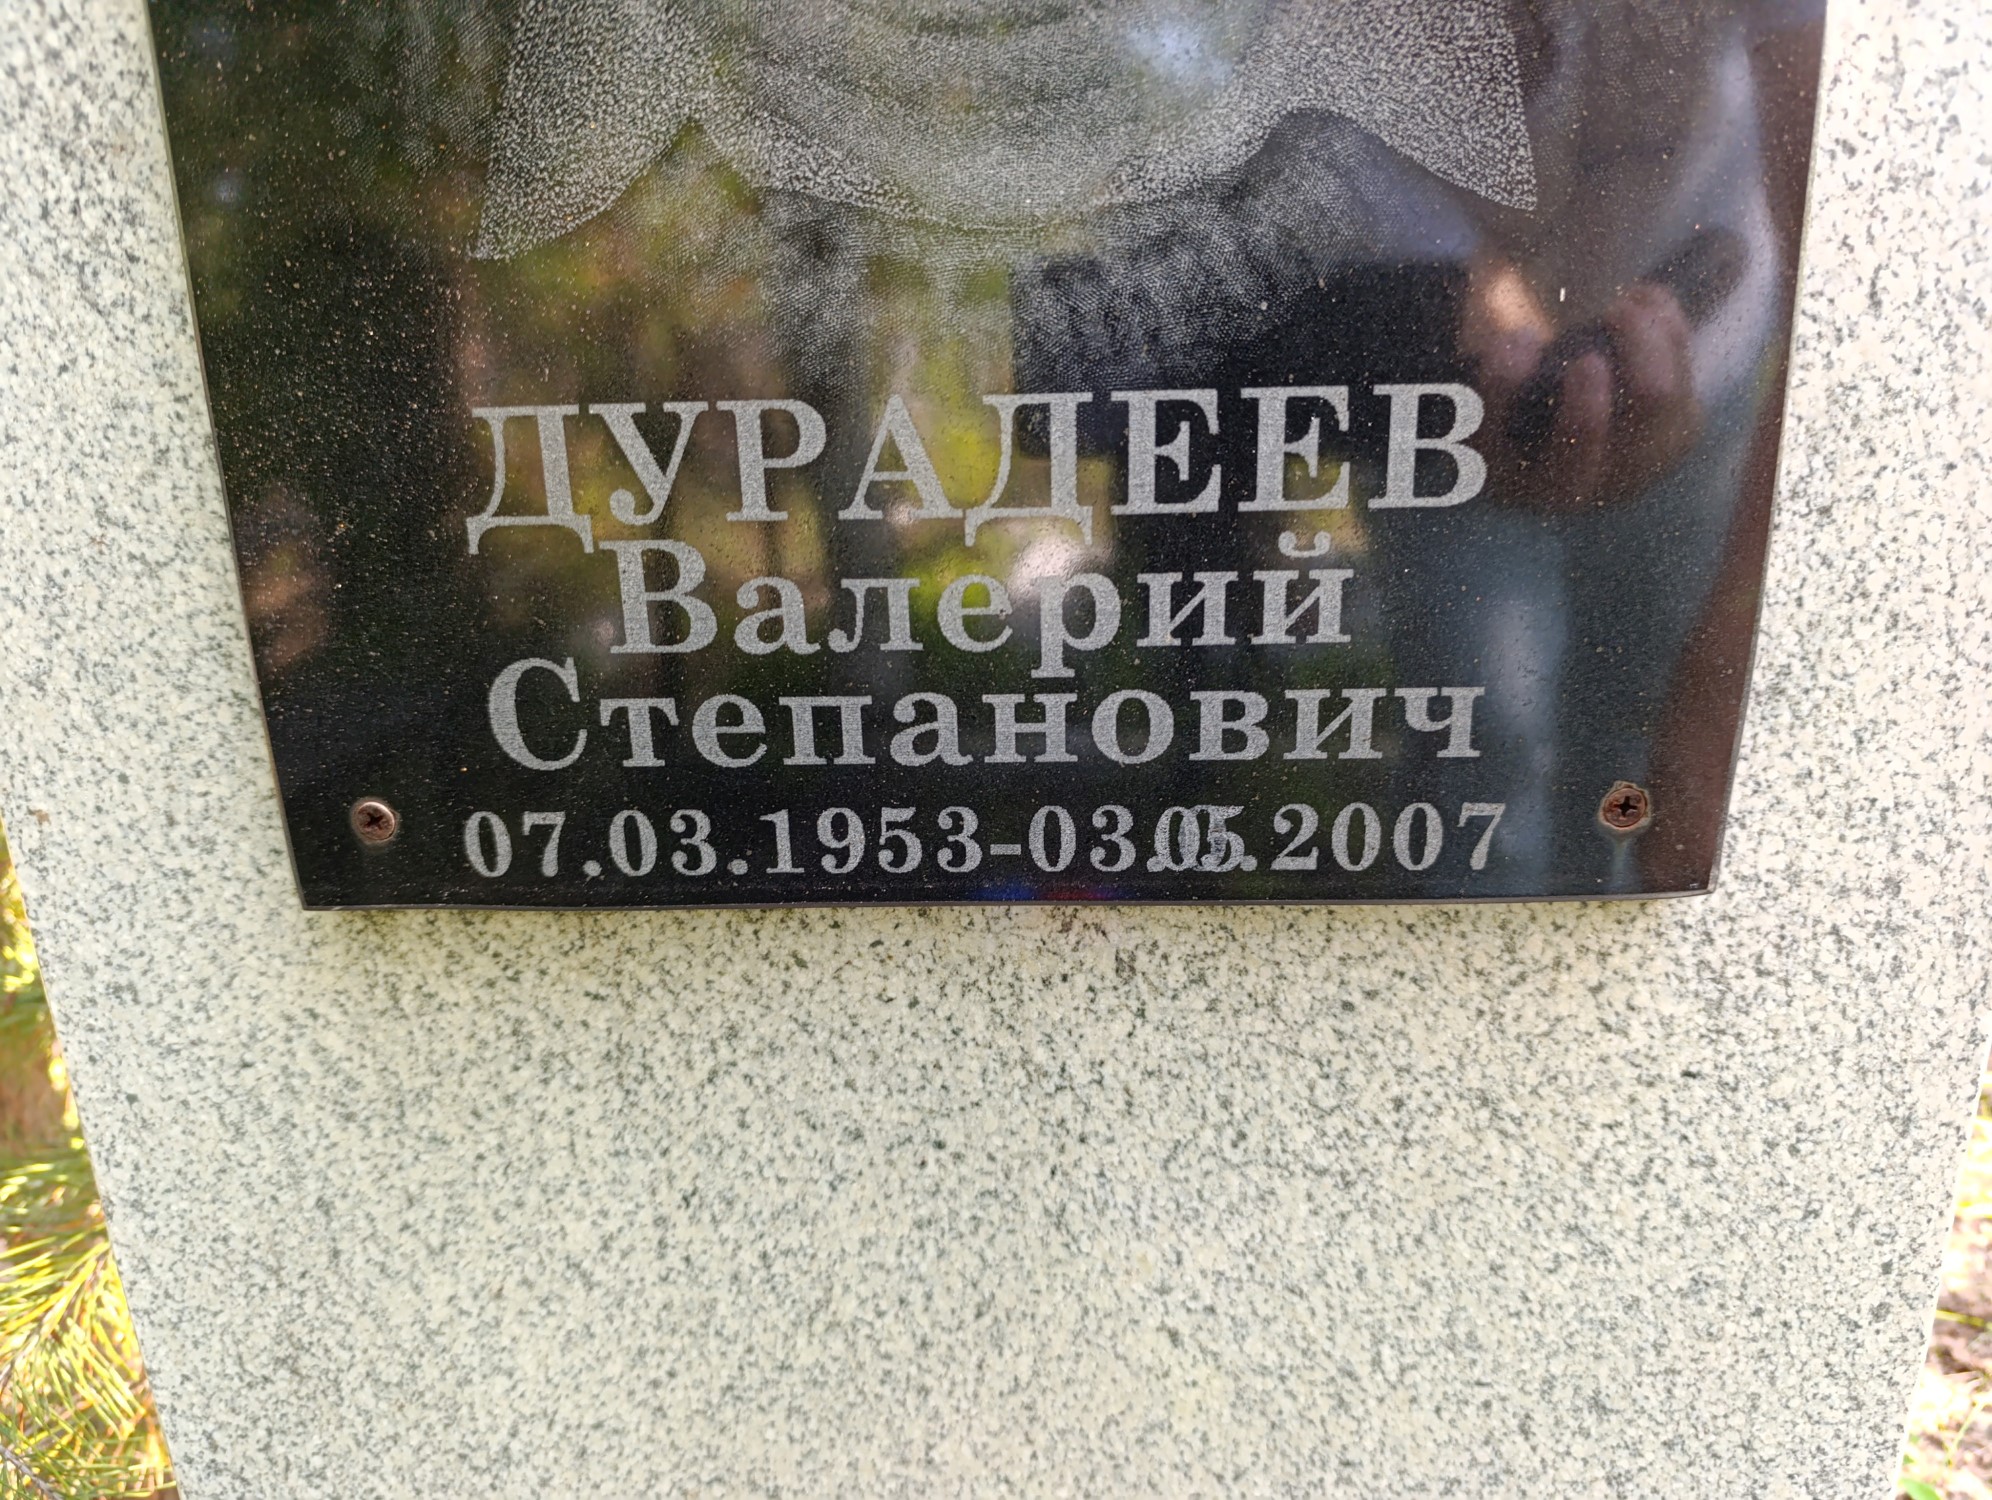 ДУРАДЕЕВ
Валерий
Степанович
07.03.1953-03.05.2007